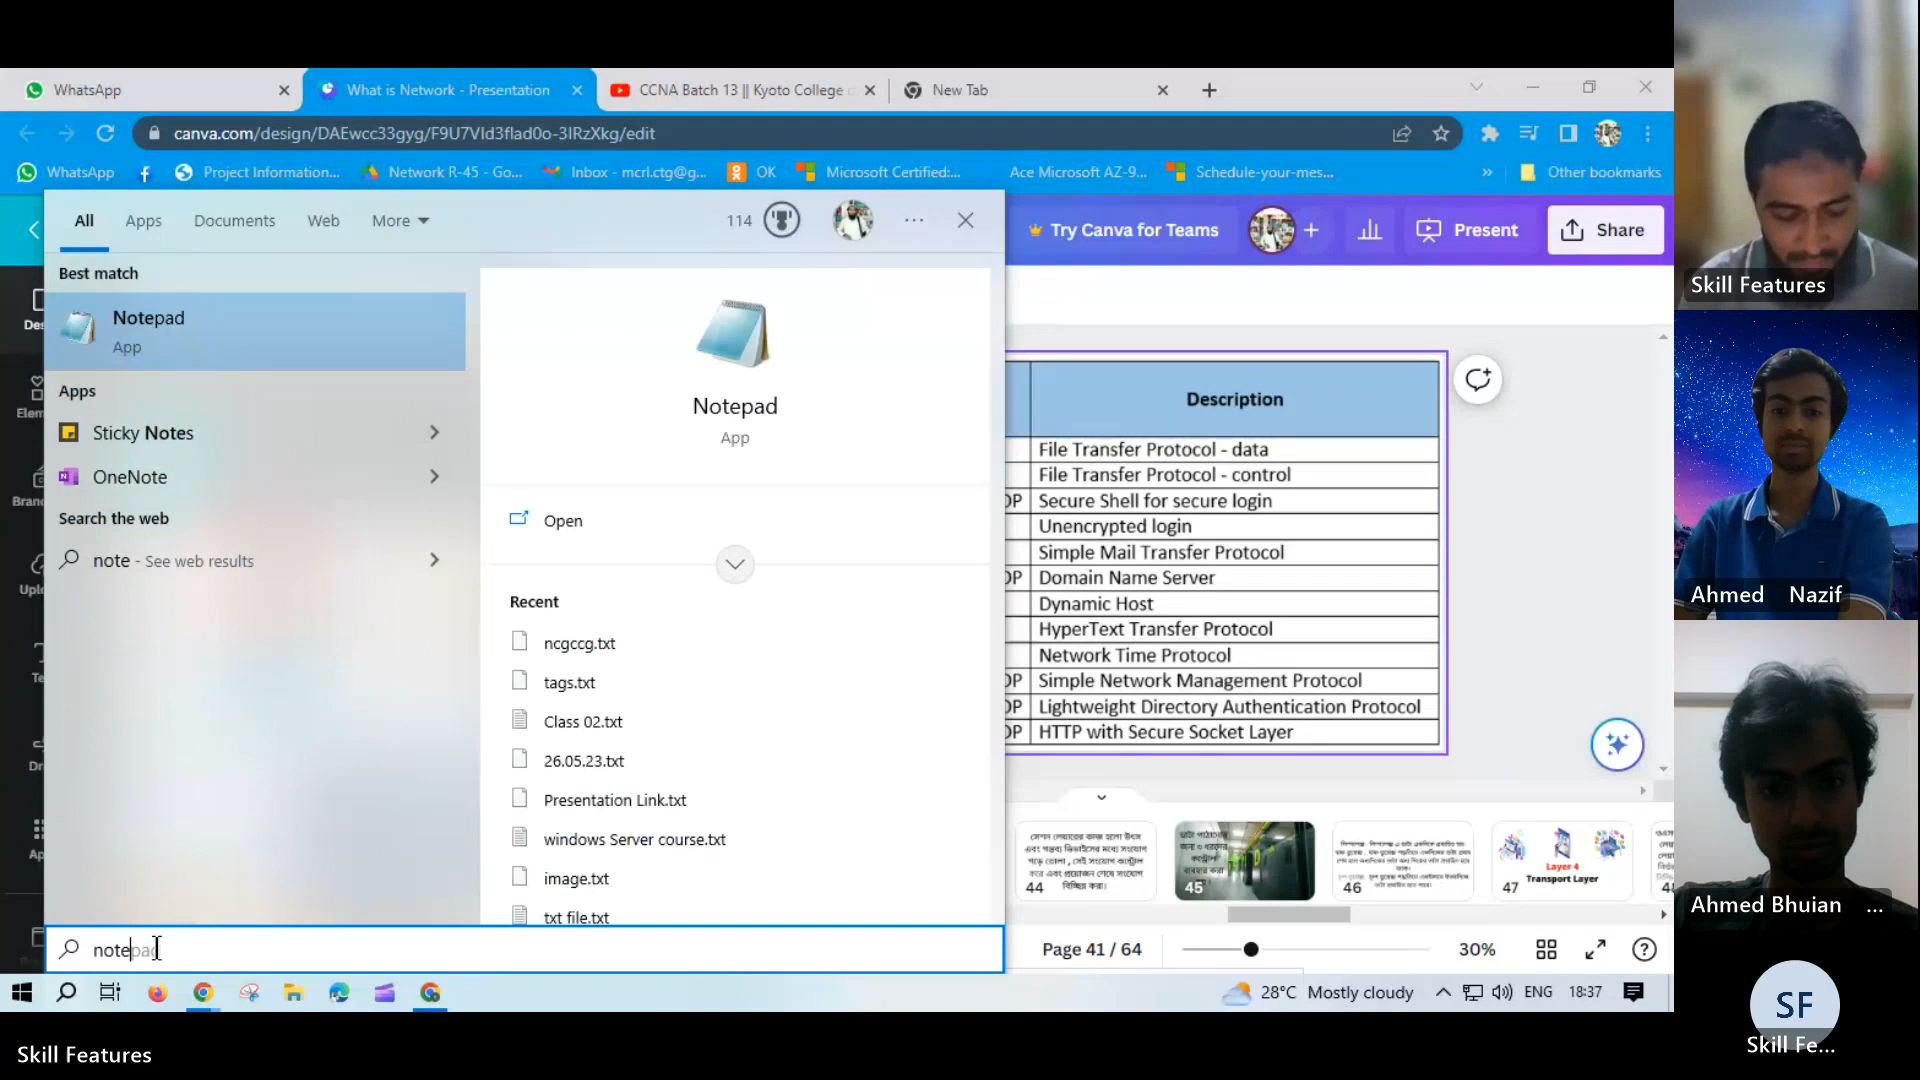 WhatsApp
What is Network - Presentation
CCNA Batch 13 || Kyoto College
New Tab
canva.com/design/DAEwcc33gyg/F9U7VId3flad0o-3IRzXkg/edit
WhatsApp
Project Information...
Network R-45 - Go...
Inbox - mcrl.ctg@g...
OK
Microsoft Certified:...
Ace Microsoft AZ-9...
Schedule-your-mes...
»
Other bookmarks
All
Apps
Documents
Web
More
114
...
Try Canva for Teams
Present
Share
Best match
Notepad
App
Apps
Sticky Notes
OneNote
Search the web
note - See web results
Notepad
App
Open
Recent
ncgccg.txt
tags.txt
Class 02.txt
26.05.23.txt
Presentation Link.txt
windows Server course.txt
image.txt
txt file.txt
notepad
Description
File Transfer Protocol - data
File Transfer Protocol - control
DP Secure Shell for secure login
Unencrypted login
Simple Mail Transfer Protocol
DP Domain Name Server
Dynamic Host
HyperText Transfer Protocol
Network Time Protocol
DP Simple Network Management Protocol
DP Lightweight Directory Authentication Protocol
DP HTTP with Secure Socket Layer
44
45
46
47
Layer 4
Transport Layer
Page 41 / 64
30%
28°C Mostly cloudy
ENG
18:37
Skill Features
Skill Features
Ahmed Nazif
Ahmed Bhuian ...
SF
Skill Fe...